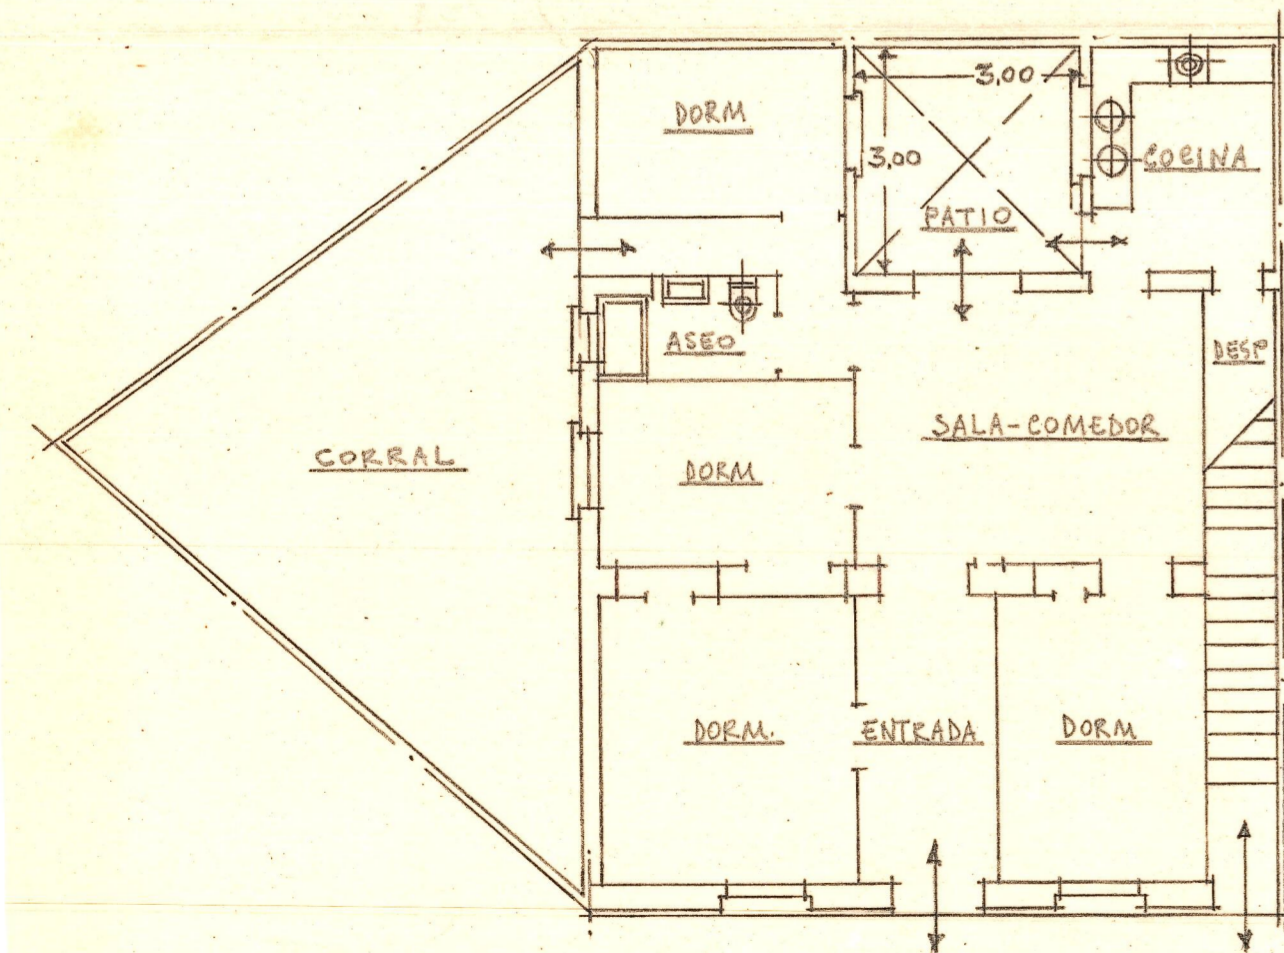 DORM
3,00
3,00
COCINA
PATIO
ASEO
DESP
SALA-COMEDOR
CORRAL
DORM
DORM.
ENTRADA
DORM